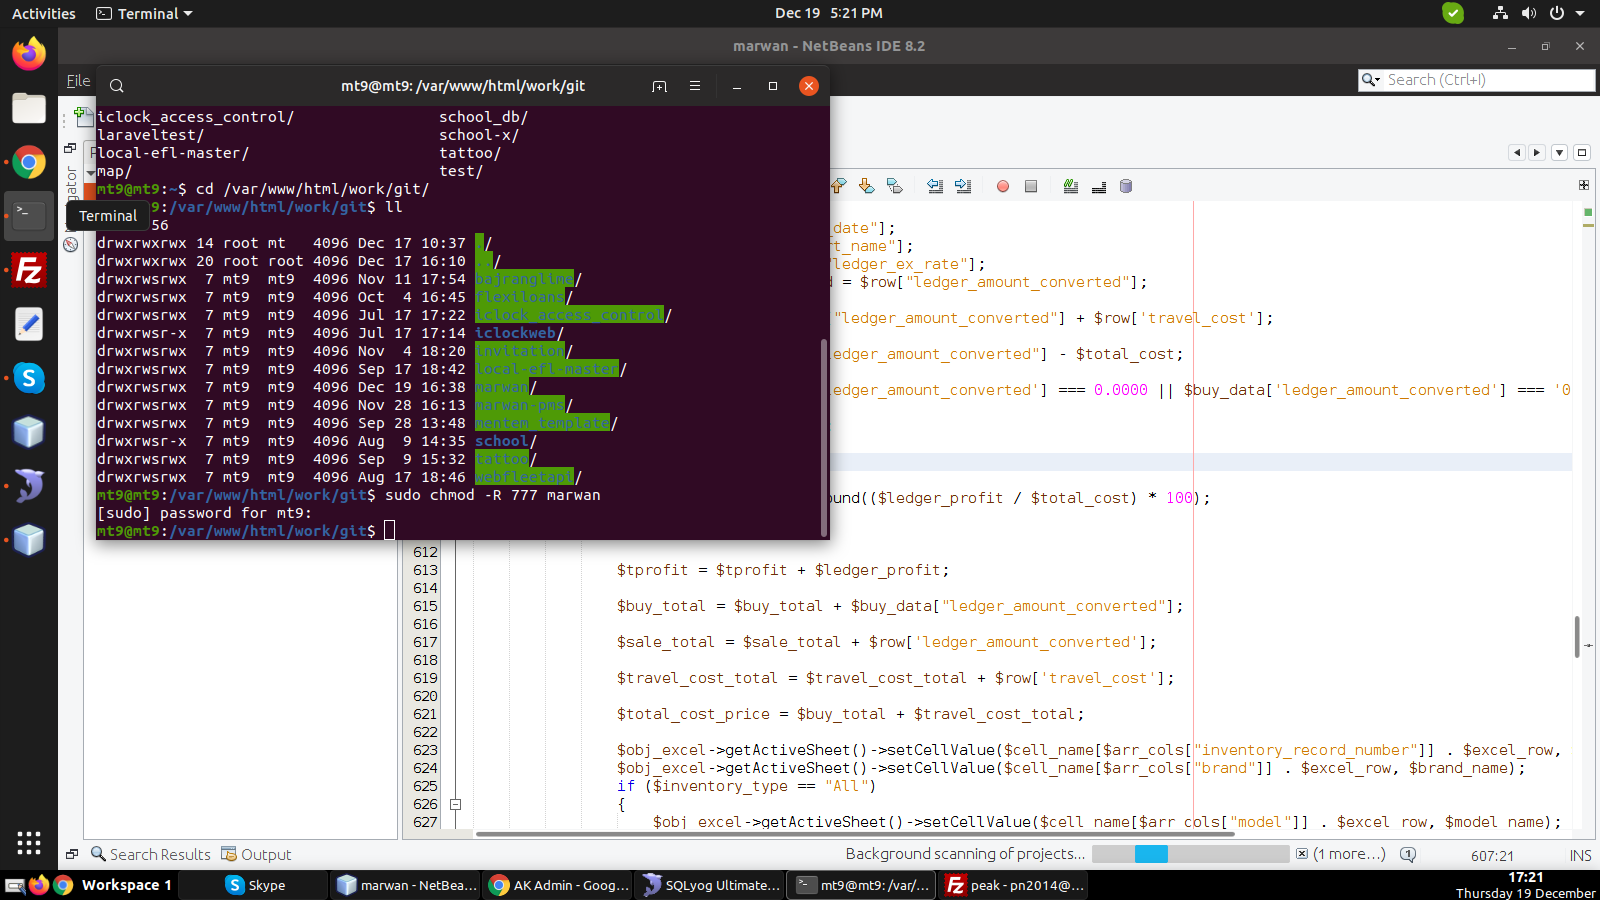 Activities
Terminal
Dec 19 5:21 PM
marwan - NetBeans IDE 8.2
File
Search (Ctrl+I)
mt9@mt9: /var/www/html/work/git
iclock_access_control/ school_db/
laraveltest/ school-x/
local-efl-master/ tattoo/
map/ test/
mt9@mt9:~$ cd /var/www/html/work/git/
9:/var/www/html/work/git$ ll
56
drwxrwxrwx 14 root mt 4096 Dec 17 10:37 ./
drwxrwxrwx 20 root root 4096 Dec 17 16:10 ../
drwxrwsrwx 7 mt9 mt9 4096 Nov 11 17:54 bajranglime/
drwxrwsrwx 7 mt9 mt9 4096 Oct 4 16:45 flexiloans/
drwxrwsrwx 7 mt9 mt9 4096 Jul 17 17:22 iclock_access_control/
drwxrwsr-x 7 mt9 mt9 4096 Jul 17 17:14 iclockweb/
drwxrwsrwx 7 mt9 mt9 4096 Nov 4 18:20 invitation/
drwxrwsrwx 7 mt9 mt9 4096 Sep 17 18:42 local-efl-master/
drwxrwsrwx 7 mt9 mt9 4096 Dec 19 16:38 marwan/
drwxrwsrwx 7 mt9 mt9 4096 Nov 28 16:13 marwan-pms/
drwxrwsrwx 7 mt9 mt9 4096 Sep 28 13:48 mentem_template/
drwxrwsr-x 7 mt9 mt9 4096 Aug 9 14:35 school/
drwxrwsrwx 7 mt9 mt9 4096 Sep 9 15:32 tattoo/
drwxrwsrwx 7 mt9 mt9 4096 Aug 17 18:46 webfleetapi/
mt9@mt9:/var/www/html/work/git$ sudo chmod -R 777 marwan
[sudo] password for mt9:
mt9@mt9:/var/www/html/work/git$
Terminal
_date"];
rt_name"];
"ledger_ex_rate"];
d = $row["ledger_amount_converted"];
"ledger_amount_converted"] + $row['travel_cost'];
ledger_amount_converted"] - $total_cost;
ledger_amount_converted'] === 0.0000 || $buy_data['ledger_amount_converted'] === '0
ound(($ledger_profit / $total_cost) * 100);
612
613 $tprofit = $tprofit + $ledger_profit;
614
615 $buy_total = $buy_total + $buy_data["ledger_amount_converted"];
616
617 $sale_total = $sale_total + $row['ledger_amount_converted'];
618
619 $travel_cost_total = $travel_cost_total + $row['travel_cost'];
620
621 $total_cost_price = $buy_total + $travel_cost_total;
622
623 $obj_excel->getActiveSheet()->setCellValue($cell_name[$arr_cols["inventory_record_number"]] . $excel_row,
624 $obj_excel->getActiveSheet()->setCellValue($cell_name[$arr_cols["brand"]] . $excel_row, $brand_name);
625 if ($inventory_type == "All")
626 {
627 $obj_excel->getActiveSheet()->setCellValue($cell_name[$arr_cols["model"]] . $excel_row, $model_name);
Search Results
Output
Background scanning of projects...
(1 more...)
607:21
INS
Workspace 1
Skype
marwan - NetBea...
AK Admin - Goog...
SQLyog Ultimate...
mt9@mt9: /var/...
peak - pn2014@...
17:21
Thursday 19 December